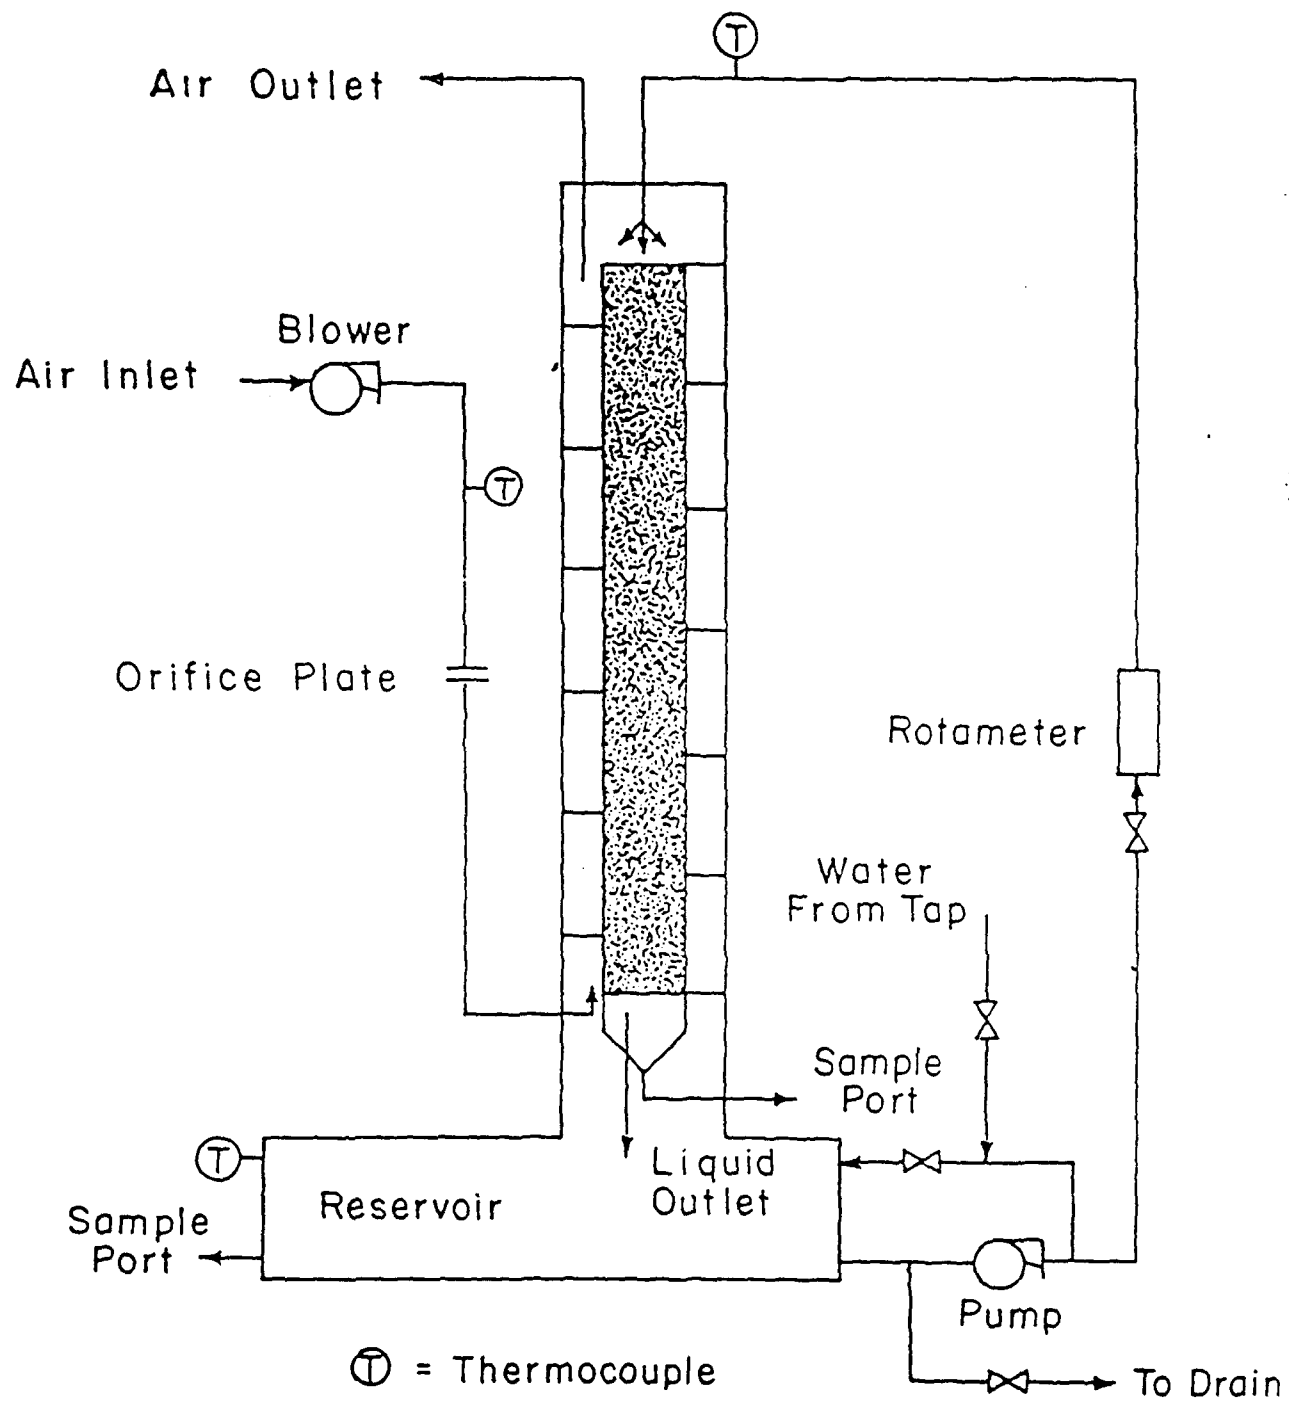 T
Air Outlet
Blower
Air Inlet
T
Orifice Plate
Rotameter
Water
From Tap
Sample
Port
T
Liquid
Outlet
Reservoir
Sample
Port
Pump
T = Thermocouple
To Drain